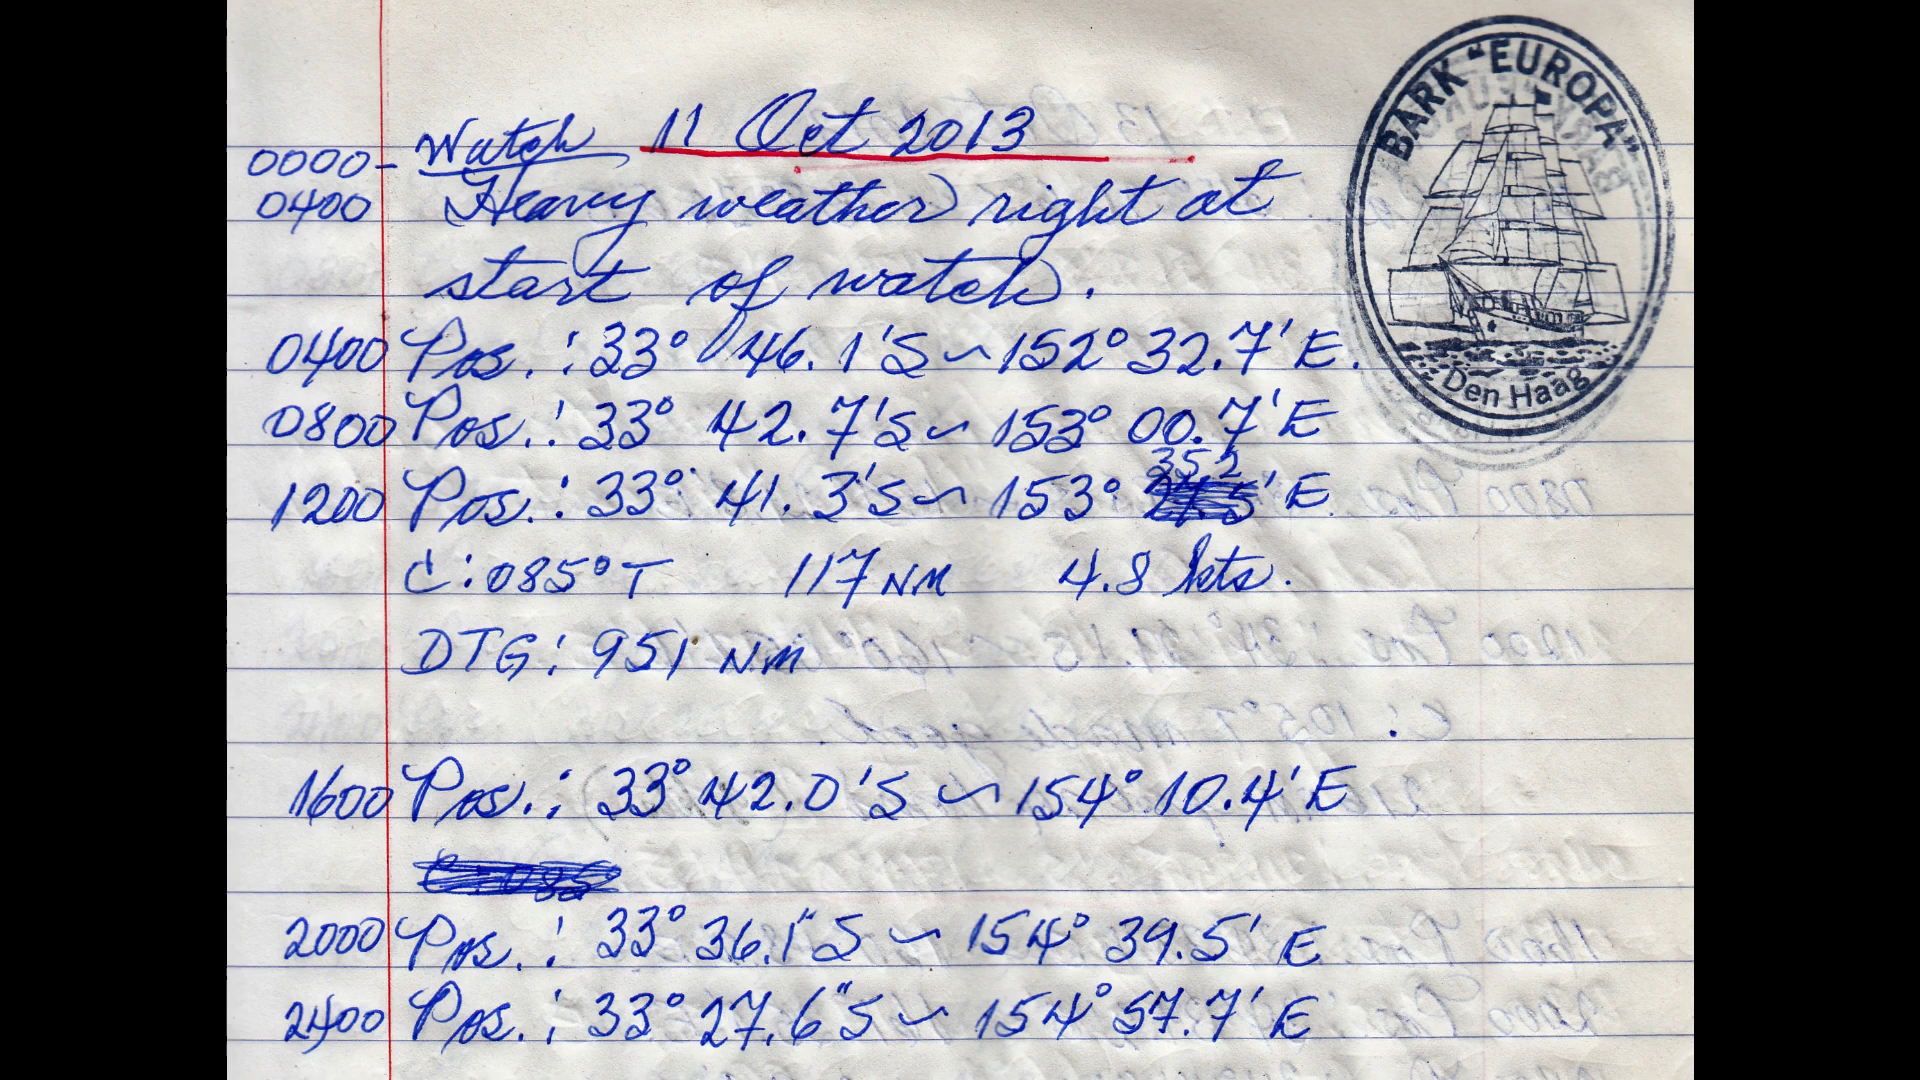 BARK "EUROPA"
Den Haag
Watch 11 Oct 2013
0000-
0400 Heavy weather right at
start of watch.
0400 Pos.: 33° 46.1'S ~ 152° 32.7' E.
0800 Pos.: 33° 42.7'S ~ 153° 00.7' E
1200 Pos.: 33° 41.3'S ~ 153° 35.2' E.
C: 085° T 117 NM 4.8 kts.
DTG: 951 NM
1600 Pos.: 33° 42.0'S ~ 154° 10.4' E
2000 Pos.: 33° 36.1"S ~ 154° 39.5' E
2400 Pos.: 33° 27.6"S ~ 154° 57.7' E